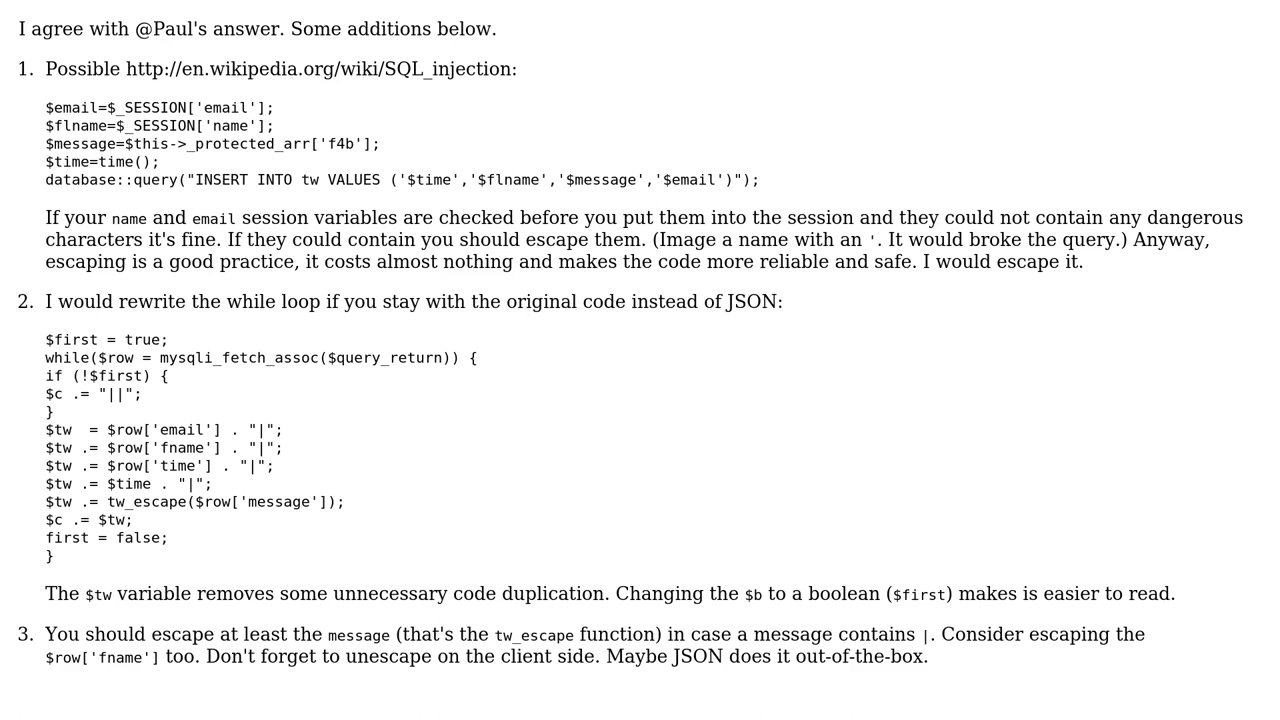 I agree with @Paul's answer. Some additions below.
1. Possible http://en.wikipedia.org/wiki/SQL_injection:
$email=$_SESSION['email'];
$flname=$_SESSION['name'];
$message=$this->_protected_arr['f4b'];
$time=time();
database::query("INSERT INTO tw VALUES ('$time','$flname','$message','$email')");
If your name and email session variables are checked before you put them into the session and they could not contain any dangerous
characters it's fine. If they could contain you should escape them. (Image a name with an '. It would broke the query.) Anyway,
escaping is a good practice, it costs almost nothing and makes the code more reliable and safe. I would escape it.
2. I would rewrite the while loop if you stay with the original code instead of JSON:
$first = true;
while($row = mysqli_fetch_assoc($query_return)) {
if (!$first) {
$c .= "||";
}
$tw  = $row['email'] . "|";
$tw .= $row['fname'] . "|";
$tw .= $row['time'] . "|";
$tw .= $time . "|";
$tw .= tw_escape($row['message']);
$c .= $tw;
first = false;
}
The $tw variable removes some unnecessary code duplication. Changing the $b to a boolean ($first) makes is easier to read.
3. You should escape at least the message (that's the tw_escape function) in case a message contains |. Consider escaping the
$row['fname'] too. Don't forget to unescape on the client side. Maybe JSON does it out-of-the-box.